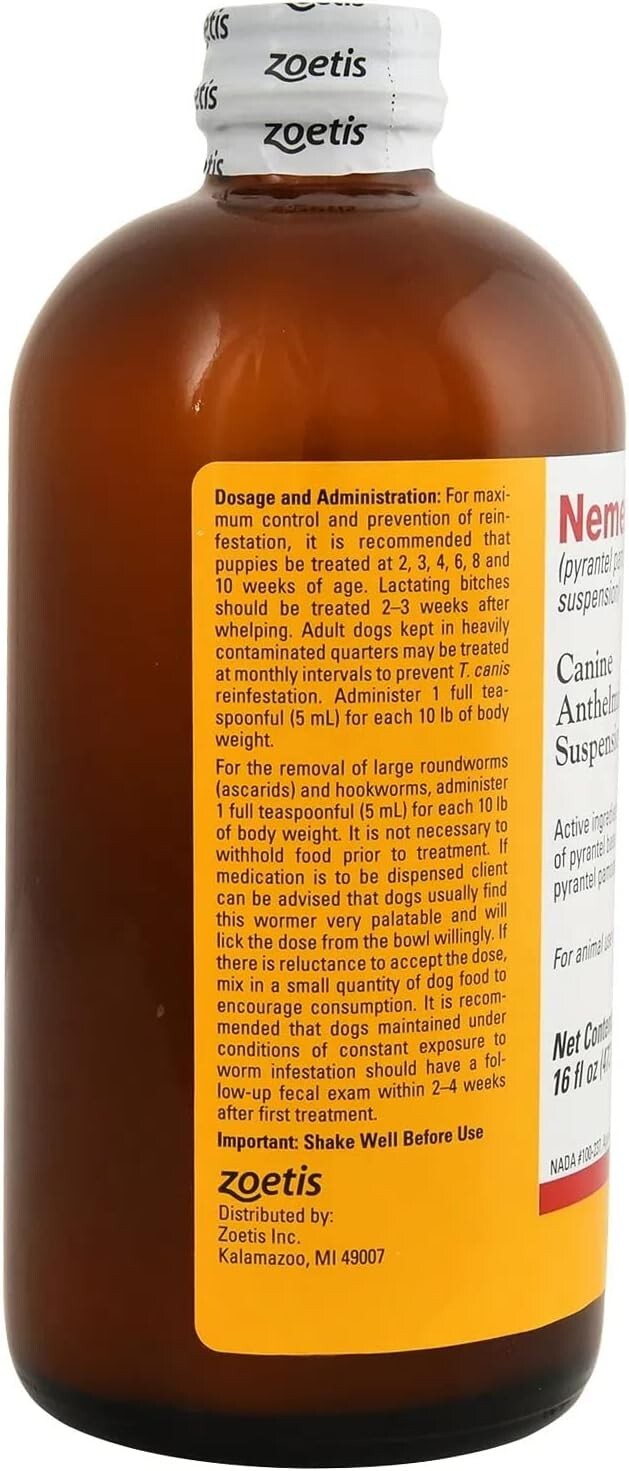 zoetis
zoetis
Dosage and Administration: For maxi-
mum control and prevention of rein-
festation, it is recommended that
puppies be treated at 2, 3, 4, 6, 8 and
10 weeks of age. Lactating bitches
should be treated 2–3 weeks after
whelping. Adult dogs kept in heavily
contaminated quarters may be treated
at monthly intervals to prevent T. canis
reinfestation. Administer 1 full tea-
spoonful (5 mL) for each 10 lb of body
weight.
For the removal of large roundworms
(ascarids) and hookworms, administer
1 full teaspoonful (5 mL) for each 10 lb
of body weight. It is not necessary to
withhold food prior to treatment. If
medication is to be dispensed client
can be advised that dogs usually find
this wormer very palatable and will
lick the dose from the bowl willingly. If
there is reluctance to accept the dose,
mix in a small quantity of dog food to
encourage consumption. It is recom-
mended that dogs maintained under
conditions of constant exposure to
worm infestation should have a fol-
low-up fecal exam within 2–4 weeks
after first treatment.
Important: Shake Well Before Use
zoetis
Distributed by:
Zoetis Inc.
Kalamazoo, MI 49007
(pyrantel
Canine
Active
of pyrantel
pyrantel
For animal
Net
16 fl oz
NADA #100-237,